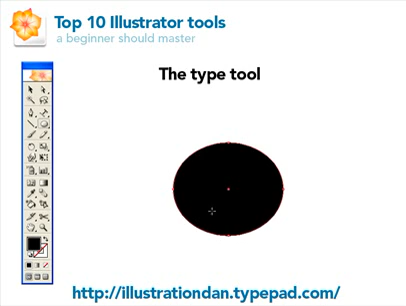 Top 10 Illustrator tools
a beginner should master
The type tool
http://illustrationdan.typepad.com/